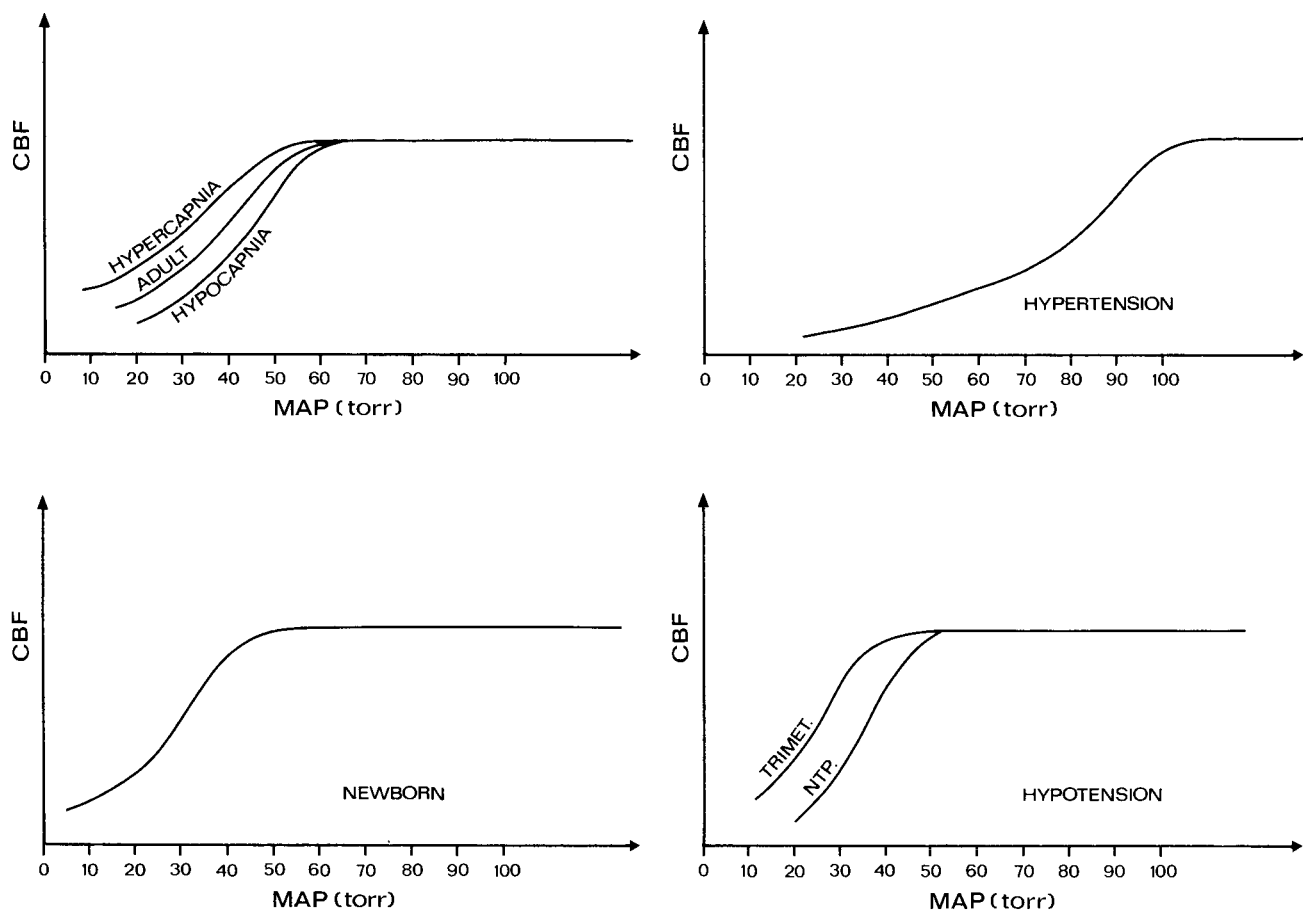 CBF
HYPERCAPNIA
ADULT
HYPOCAPNIA
0 10 20 30 40 50 60 70 80 90 100
MAP (torr)
CBF
HYPERTENSION
0 10 20 30 40 50 60 70 80 90 100
MAP (torr)
CBF
NEWBORN
0 10 20 30 40 50 60 70 80 90 100
MAP (torr)
CBF
TRIMET.
NTP.
HYPOTENSION
0 10 20 30 40 50 60 70 80 90 100
MAP (torr)